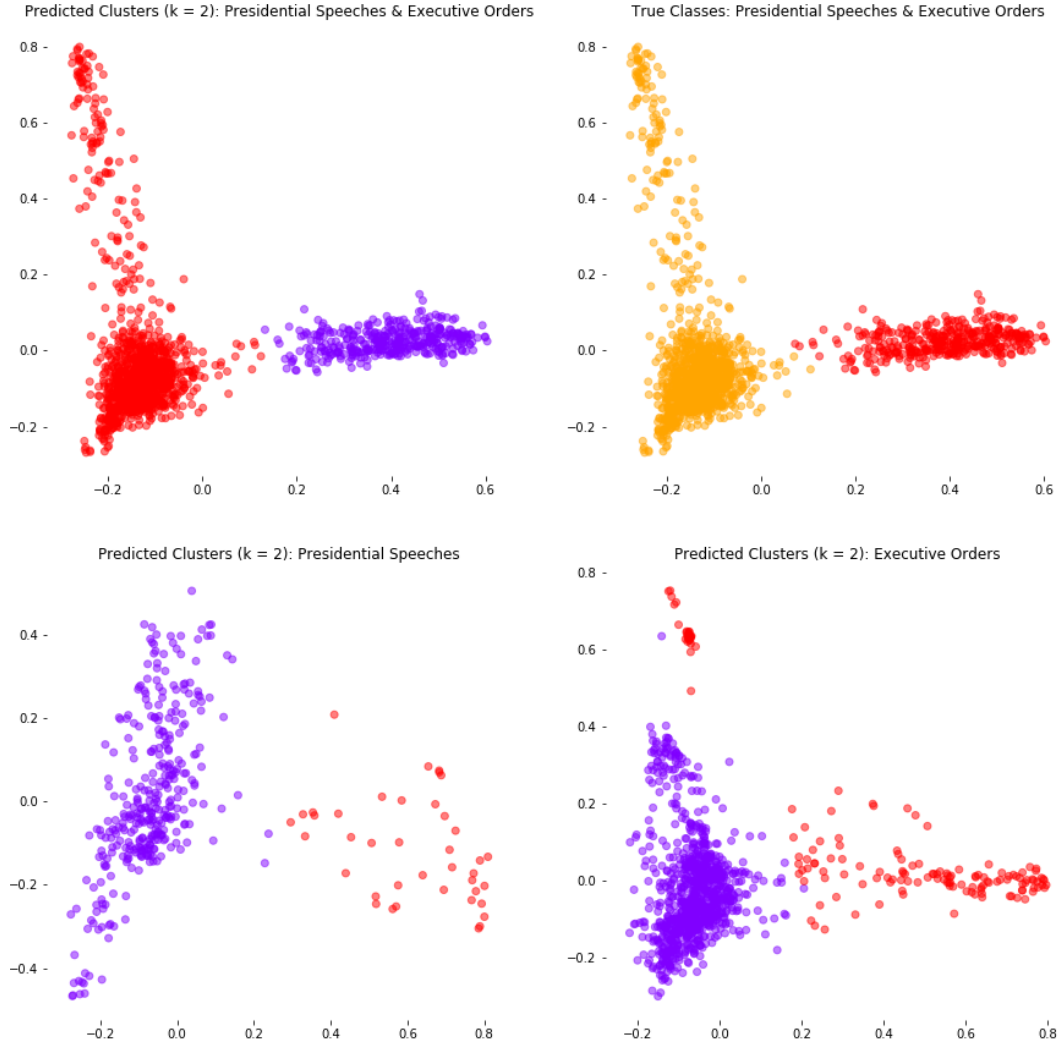 Predicted Clusters (k = 2): Presidential Speeches & Executive Orders
0.8
0.6
0.4
0.2
0.0
−0.2
−0.2 0.0 0.2 0.4 0.6
True Classes: Presidential Speeches & Executive Orders
0.8
0.6
0.4
0.2
0.0
−0.2
−0.2 0.0 0.2 0.4 0.6
Predicted Clusters (k = 2): Presidential Speeches
0.4
0.2
0.0
−0.2
−0.4
−0.2 0.0 0.2 0.4 0.6 0.8
Predicted Clusters (k = 2): Executive Orders
0.8
0.6
0.4
0.2
0.0
−0.2
−0.2 0.0 0.2 0.4 0.6 0.8